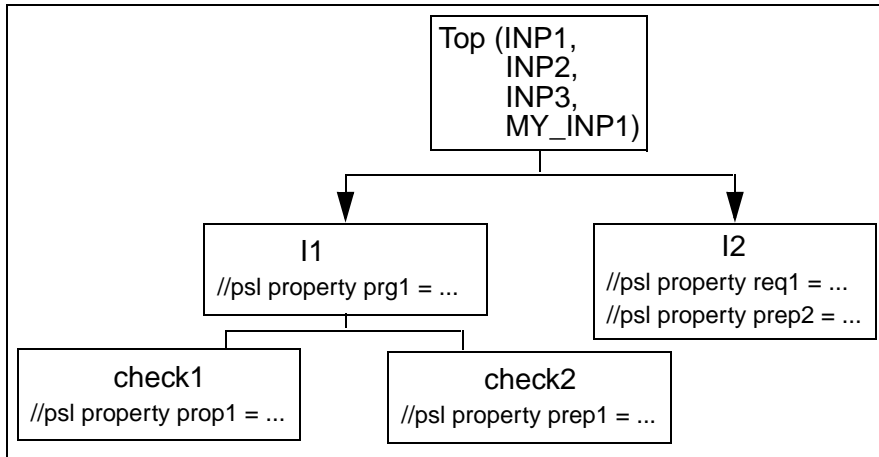 Top (INP1,
INP2,
INP3,
MY_INP1)
I1
//psl property prg1 = ...
I2
//psl property req1 = ...
//psl property prep2 = ...
check1
//psl property prop1 = ...
check2
//psl property prep1 = ...